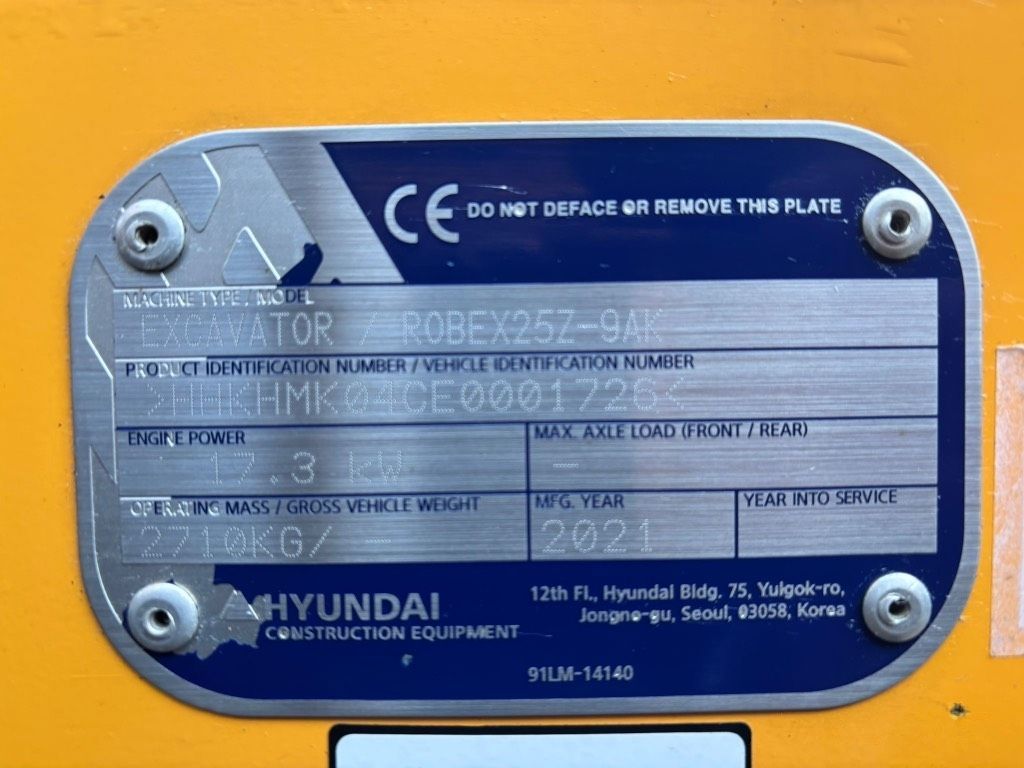 CE DO NOT DEFACE OR REMOVE THIS PLATE
MACHINE TYPE / MODEL
EXCAVATOR / ROBEX25Z-9AK
PRODUCT IDENTIFICATION NUMBER / VEHICLE IDENTIFICATION NUMBER
>HHKHMK04CE0001726<
ENGINE POWER
17.3 kW
MAX. AXLE LOAD (FRONT / REAR)
-
OPERATING MASS / GROSS VEHICLE WEIGHT
2710KG/ -
MFG. YEAR
2021
YEAR INTO SERVICE
HYUNDAI
CONSTRUCTION EQUIPMENT
12th Fl., Hyundai Bldg. 75, Yulgok-ro,
Jongno-gu, Seoul, 03058, Korea
91LM-14140